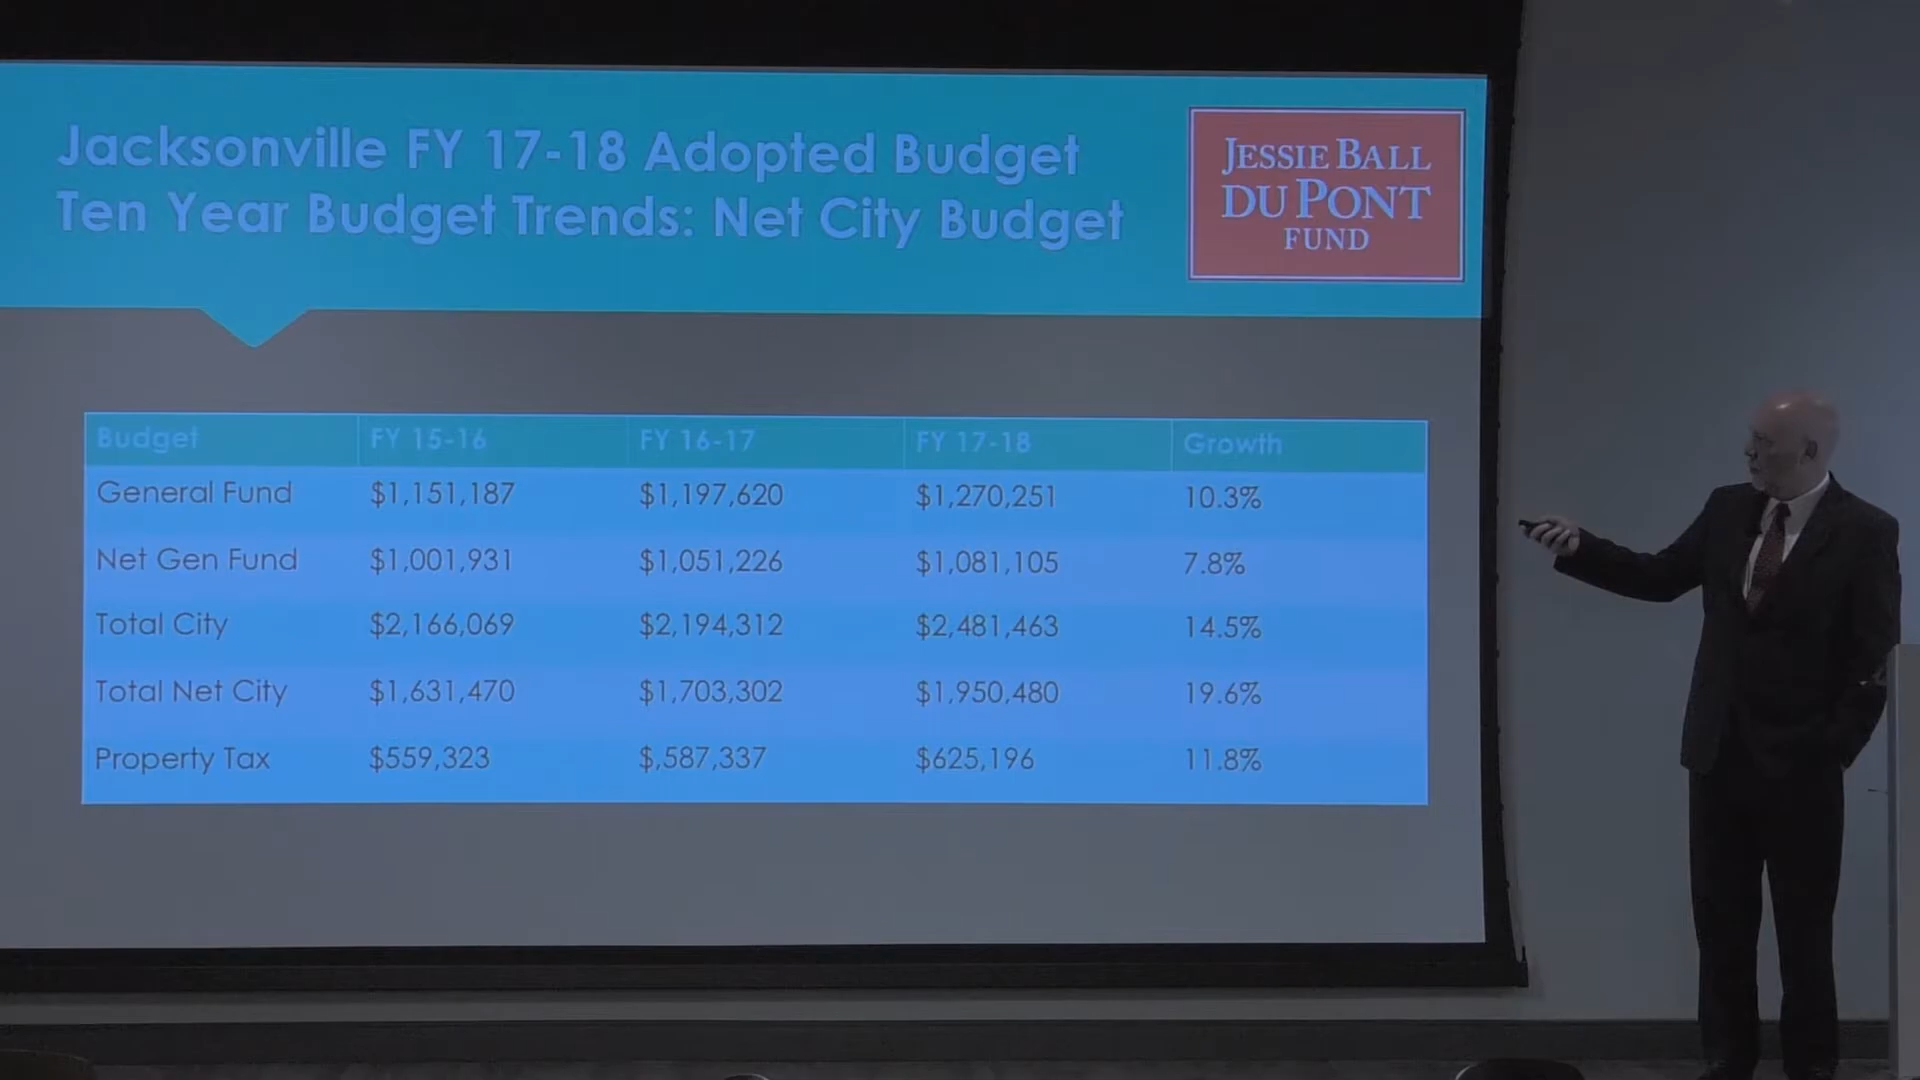 Jacksonville FY 17-18 Adopted Budget
Ten Year Budget Trends: Net City Budget
JESSIE BALL
DU PONT
FUND
Budget FY 15-16 FY 16-17 FY 17-18 Growth
General Fund $1,151,187 $1,197,620 $1,270,251 10.3%
Net Gen Fund $1,001,931 $1,051,226 $1,081,105 7.8%
Total City $2,166,069 $2,194,312 $2,481,463 14.5%
Total Net City $1,631,470 $1,703,302 $1,950,480 19.6%
Property Tax $559,323 $,587,337 $625,196 11.8%